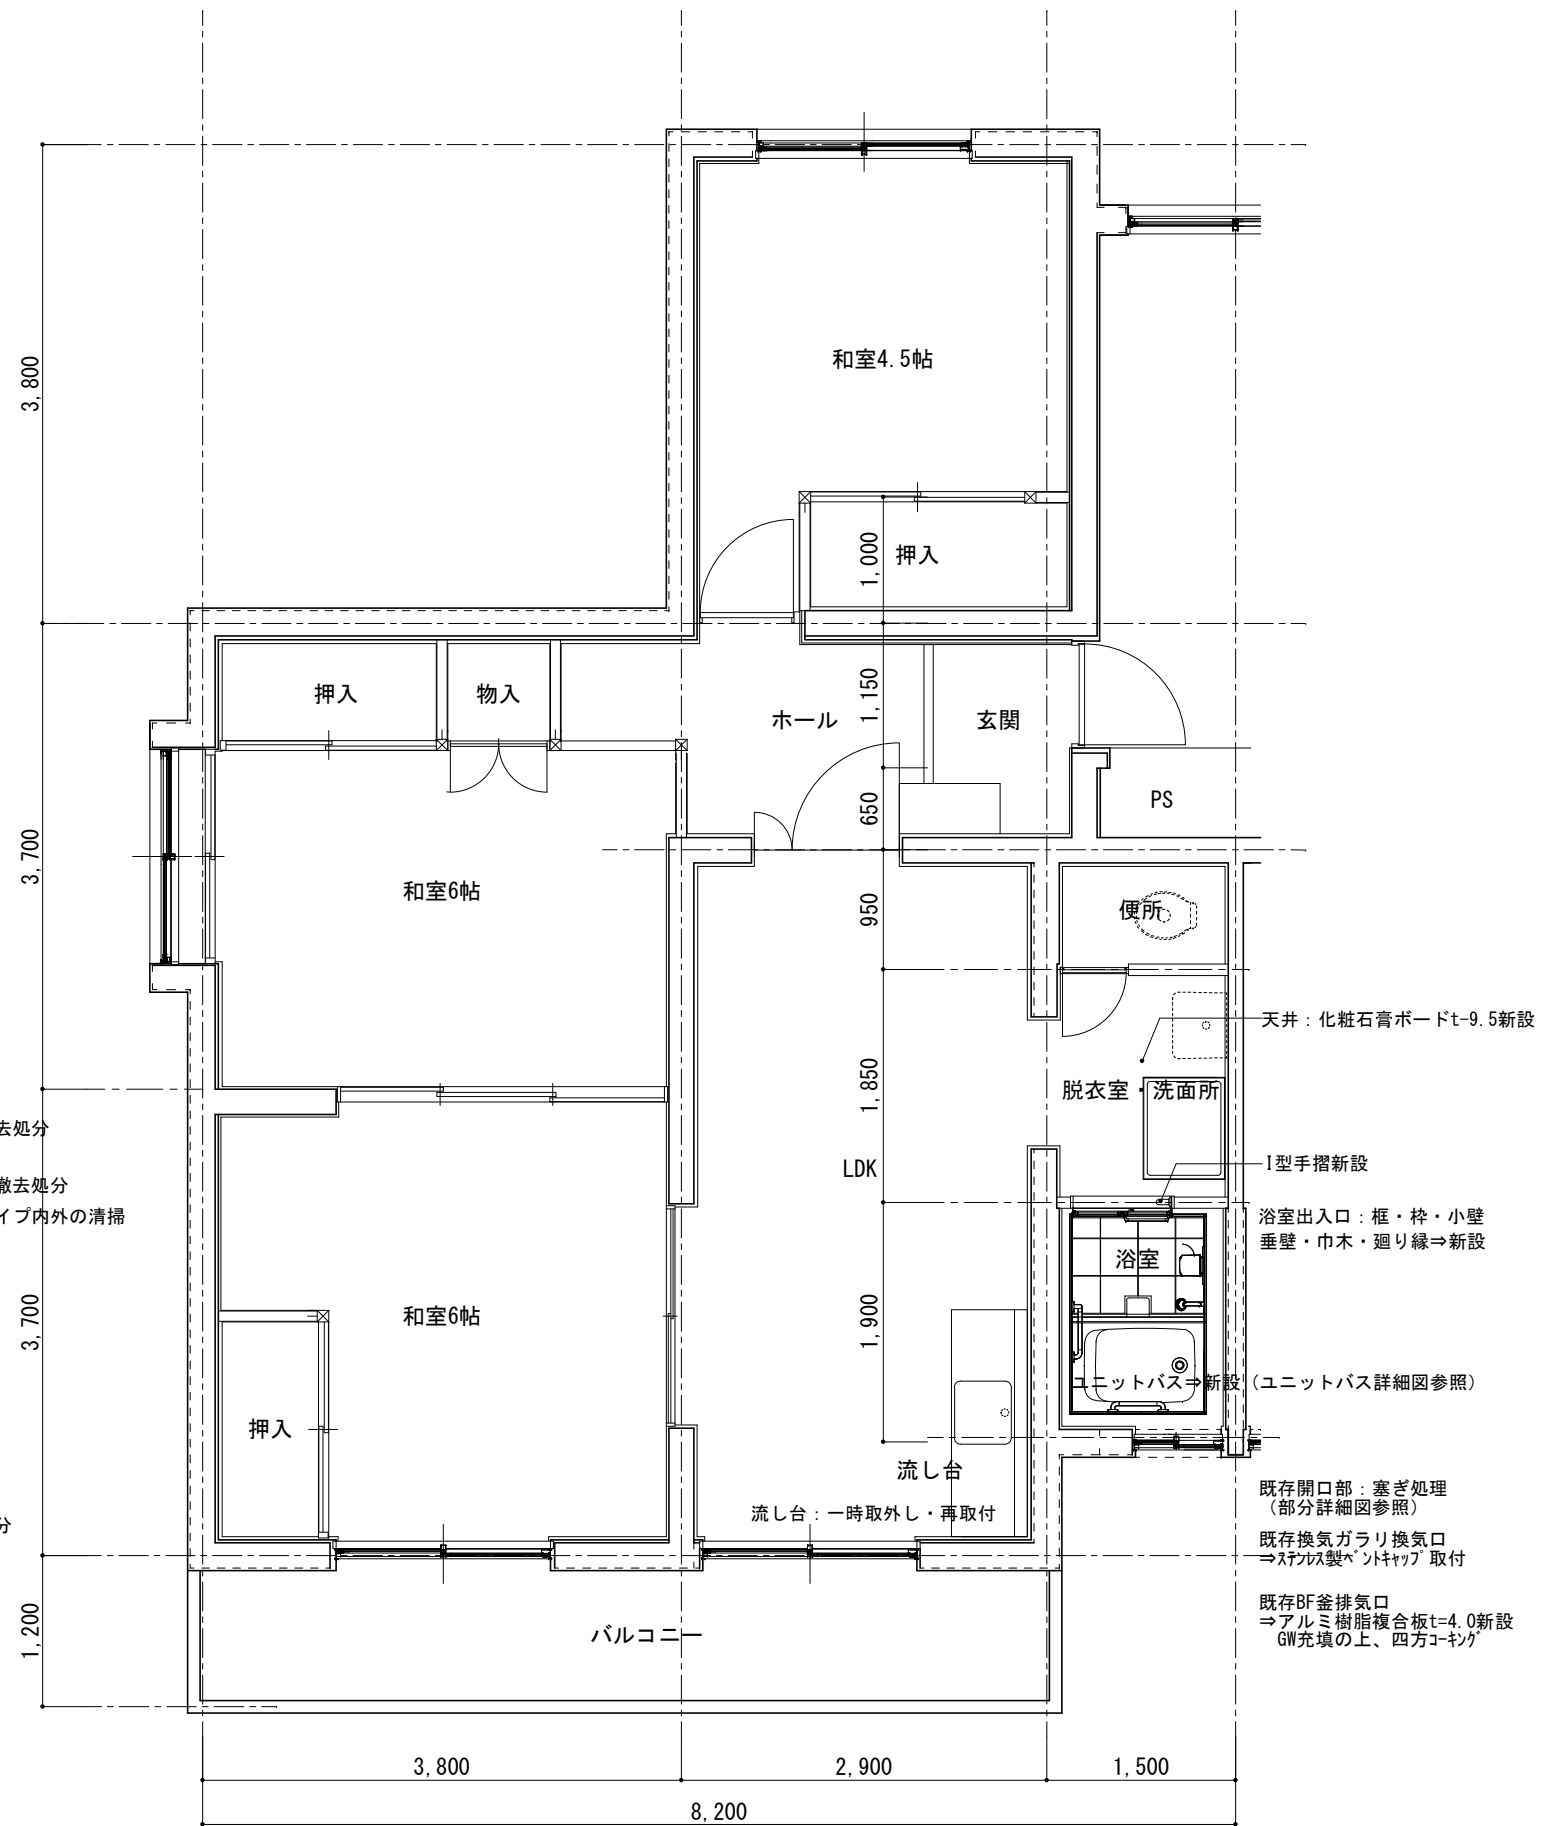 和室4.5帖
3,800
1,000
押入
押入
物入
ホール
1,150
玄関
PS
650
3,700
和室6帖
950
便所
天井：化粧石膏ボードt-9.5新設
1,850
脱衣室・洗面所
去処分
LDK
I型手摺新設
撤去処分
イプ内外の清掃
浴室出入口：框・枠・小壁
垂壁・巾木・廻り縁⇒新設
浴室
3,700
和室6帖
1,900
ユニットバス⇒新設（ユニットバス詳細図参照）
押入
流し台
流し台：一時取外し・再取付
分
既存開口部：塞ぎ処理
（部分詳細図参照）
既存換気ガラリ換気口
⇒ｽﾃﾝﾚｽ製ﾍﾞﾝﾄｷｬｯﾌﾟ取付
既存BF釜排気口
⇒アルミ樹脂複合板t=4.0新設
GW充填の上、四方ｺｰｷﾝｸﾞ
1,200
バルコニー
3,800
2,900
1,500
8,200